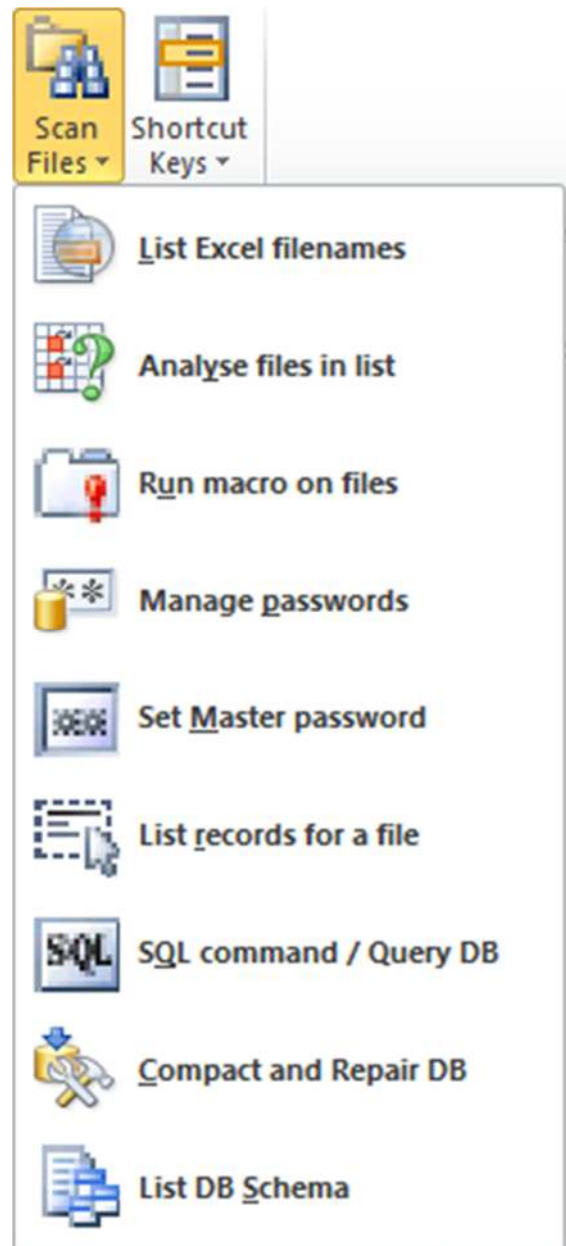 Scan Shortcut
Files Keys
List Excel filenames
Analyse files in list
Run macro on files
**
Manage passwords
Set Master password
List records for a file
SQL
SQL command / Query DB
Compact and Repair DB
List DB Schema